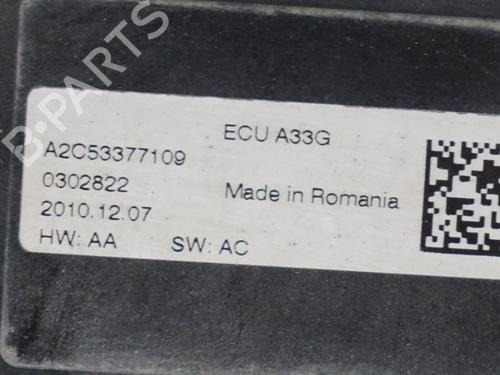 B-PARTS
ECU A33G
A2C53377109
0302822
Made in Romania
2010.12.07
HW: AA SW: AC